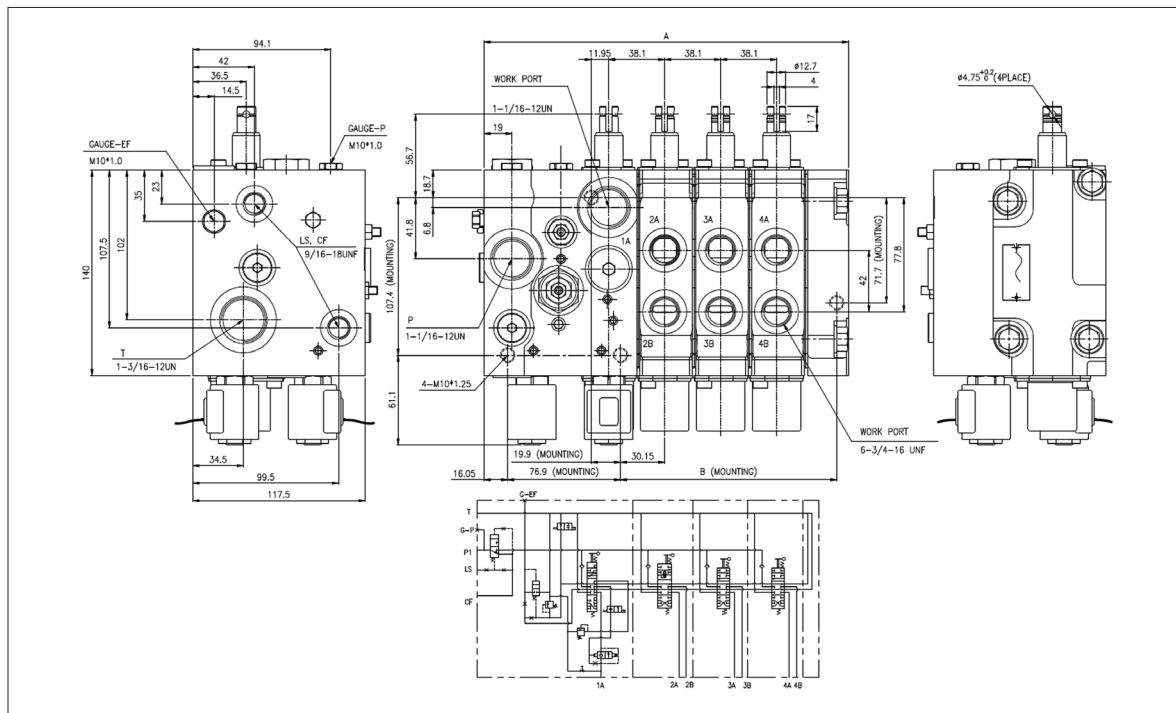 94.1
42
36.5
14.5
GAUGE-EF
M10*1.0
GAUGE-P
M10*1.0
23
35
102
107.5
140
LS, CF
9/16-18UNF
T
1-3/16-12UN
34.5
99.5
117.5
A
11.95
38.1
38.1
38.1
ø12.7
4
17
WORK PORT
1-1/16-12UN
19
56.7
18.7
6.8
41.8
107.4 (MOUNTING)
61.1
P
1-1/16-12UN
4-M10*1.25
1A
2A
3A
4A
2B
3B
4B
42
71.7 (MOUNTING)
77.8
WORK PORT
6-3/4-16 UNF
19.9 (MOUNTING)
30.15
16.05
76.9 (MOUNTING)
B (MOUNTING)
ø4.75 +0.2 0 (4PLACE)
G-EF
T
G-P
P1
LS
CF
1A
2A
2B
3A
3B
4A
4B